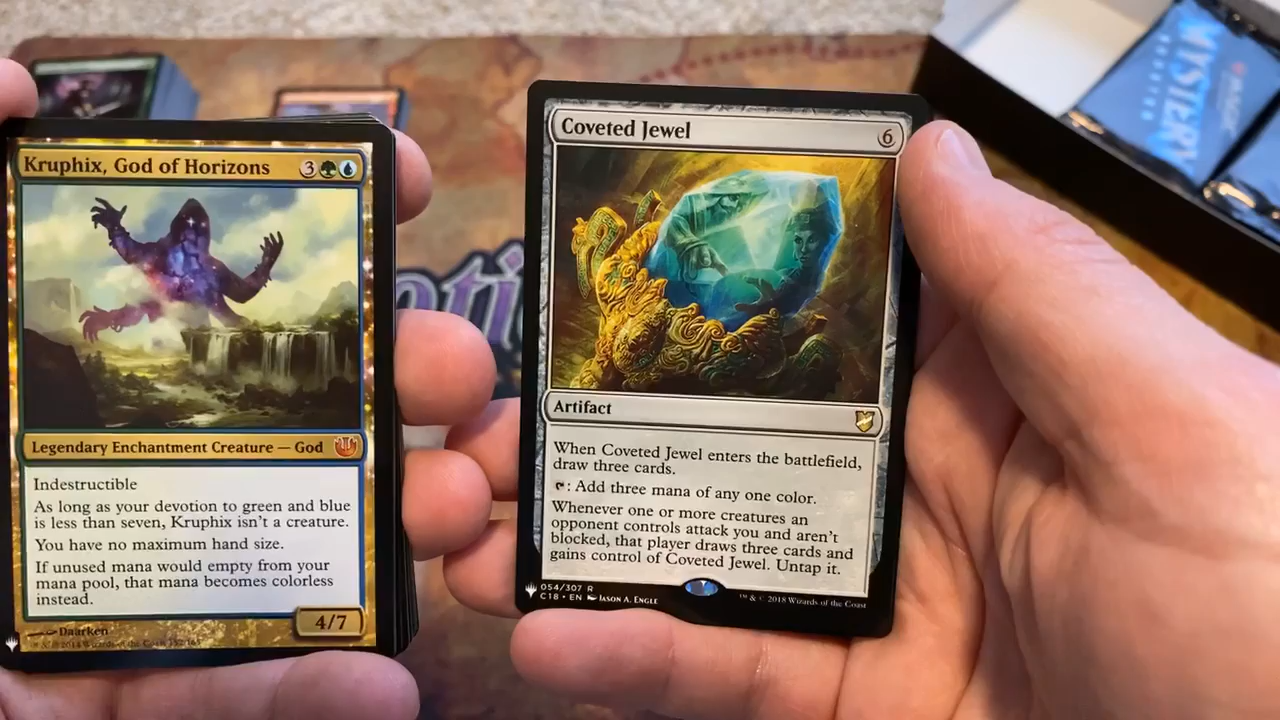 Kruphix, God of Horizons 3
Legendary Enchantment Creature — God
Indestructible
As long as your devotion to green and blue
is less than seven, Kruphix isn't a creature.
You have no maximum hand size.
If unused mana would empty from your
mana pool, that mana becomes colorless
instead.
4/7
Daarken
Coveted Jewel 6
Artifact
When Coveted Jewel enters the battlefield,
draw three cards.
: Add three mana of any one color.
Whenever one or more creatures an
opponent controls attack you and aren't
blocked, that player draws three cards and
gains control of Coveted Jewel. Untap it.
054/307 R
C18 • EN Jason A. Engle
™ & © 2018 Wizards of the Coast
oti
MYSTERY
BOOSTER